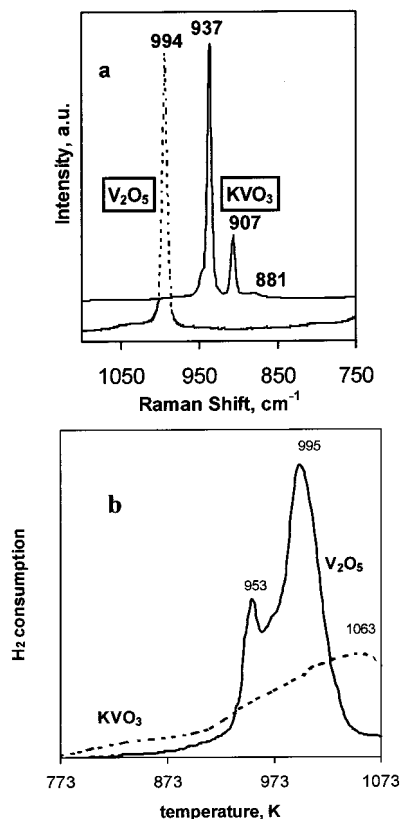 937
994
a
V₂O₅
KVO₃
907
881
Intensity, a.u.
1050 950 850 750
Raman Shift, cm⁻¹
995
b
953
V₂O₅
1063
KVO₃
H₂ consumption
773 873 973 1073
temperature, K